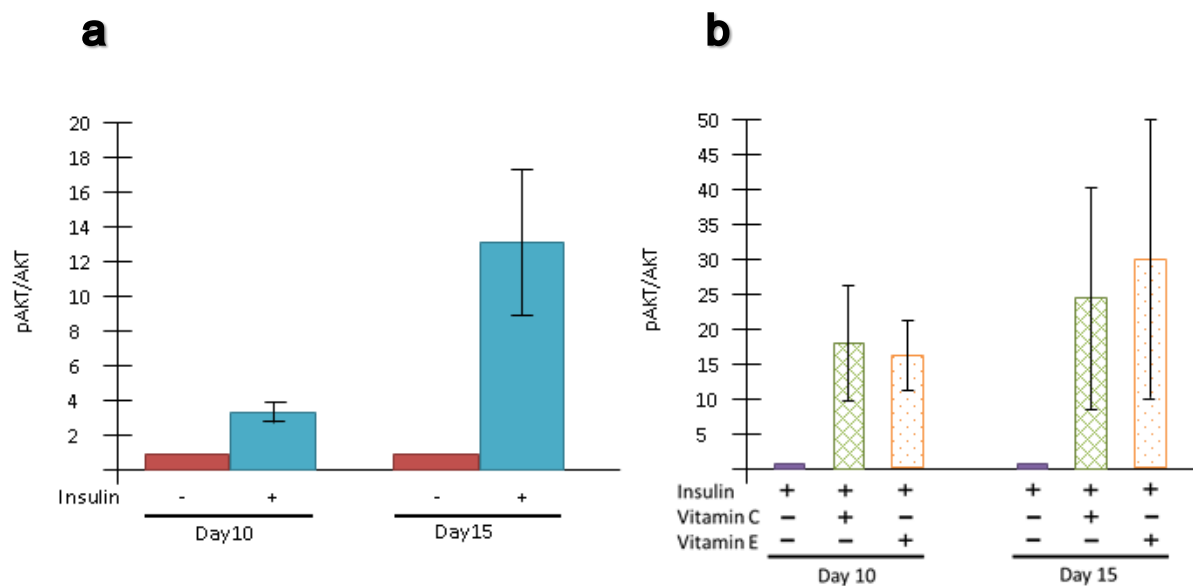 a
20
18
16
14
12
10
8
6
4
2
pAKT/AKT
Insulin - + - +
Day10 Day15
b
50
45
40
35
30
25
20
15
10
5
pAKT/AKT
Insulin + + + + + +
Vitamin C - + - - + -
Vitamin E - - + - - +
Day 10 Day 15